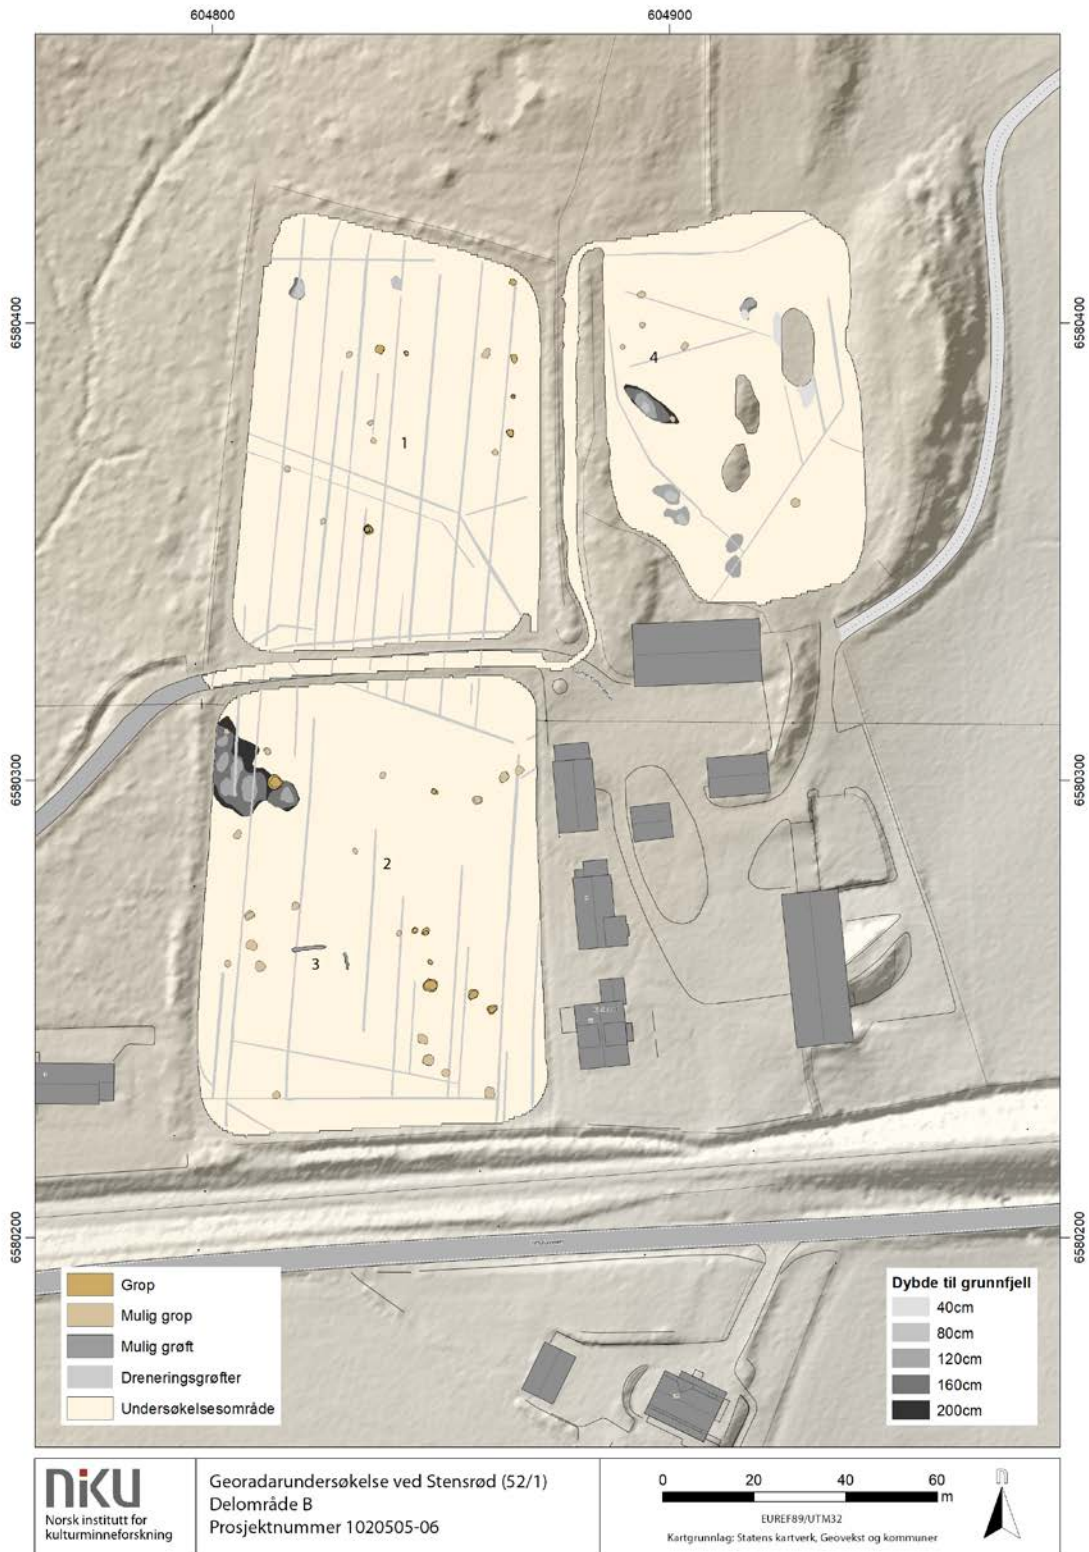 604800
604900
6580400
6580400
1
4
6580300
6580300
2
3
6580200
6580200
Grop
Mulig grop
Mulig grøft
Dreneringsgrøfter
Undersøkelsesområde
Dybde til grunnfjell
40cm
80cm
120cm
160cm
200cm
niku
Norsk institutt for
kulturminneforskning
Georadarundersøkelse ved Stensrød (52/1)
Delområde B
Prosjektnummer 1020505-06
0 20 40 60
m
EUREF89/UTM32
Kartgrunnlag: Statens kartverk, Geovekst og kommuner
n